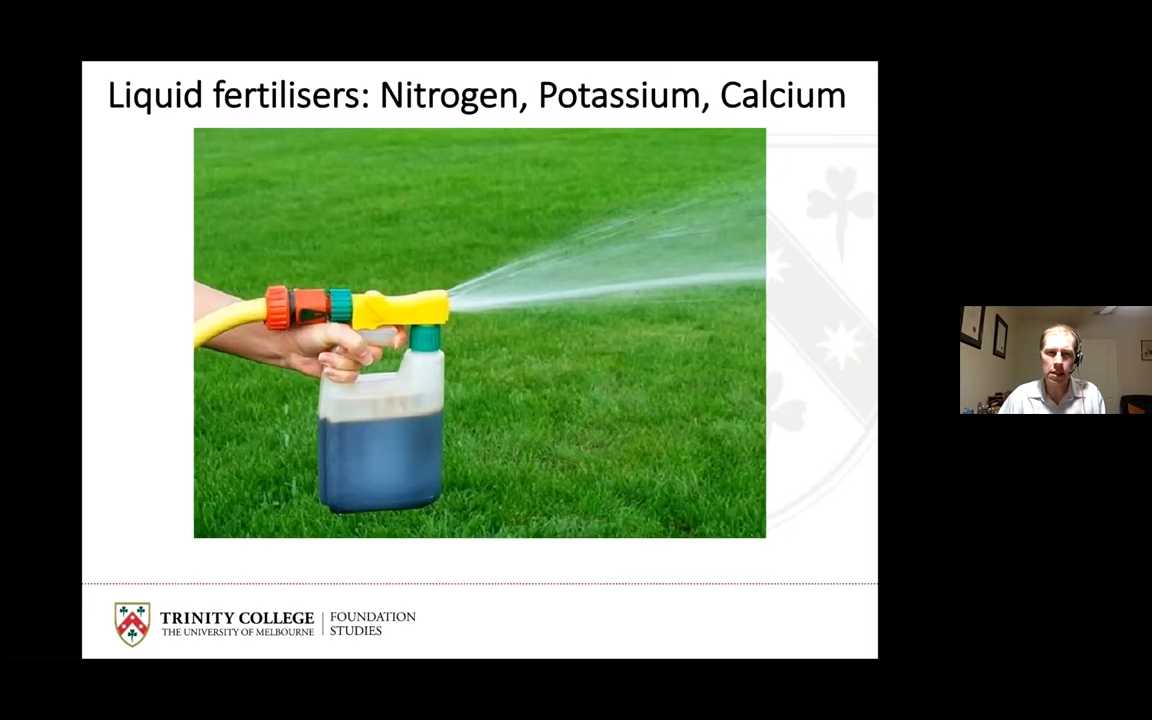 Liquid fertilisers: Nitrogen, Potassium, Calcium
TRINITY COLLEGE
THE UNIVERSITY OF MELBOURNE
FOUNDATION
STUDIES